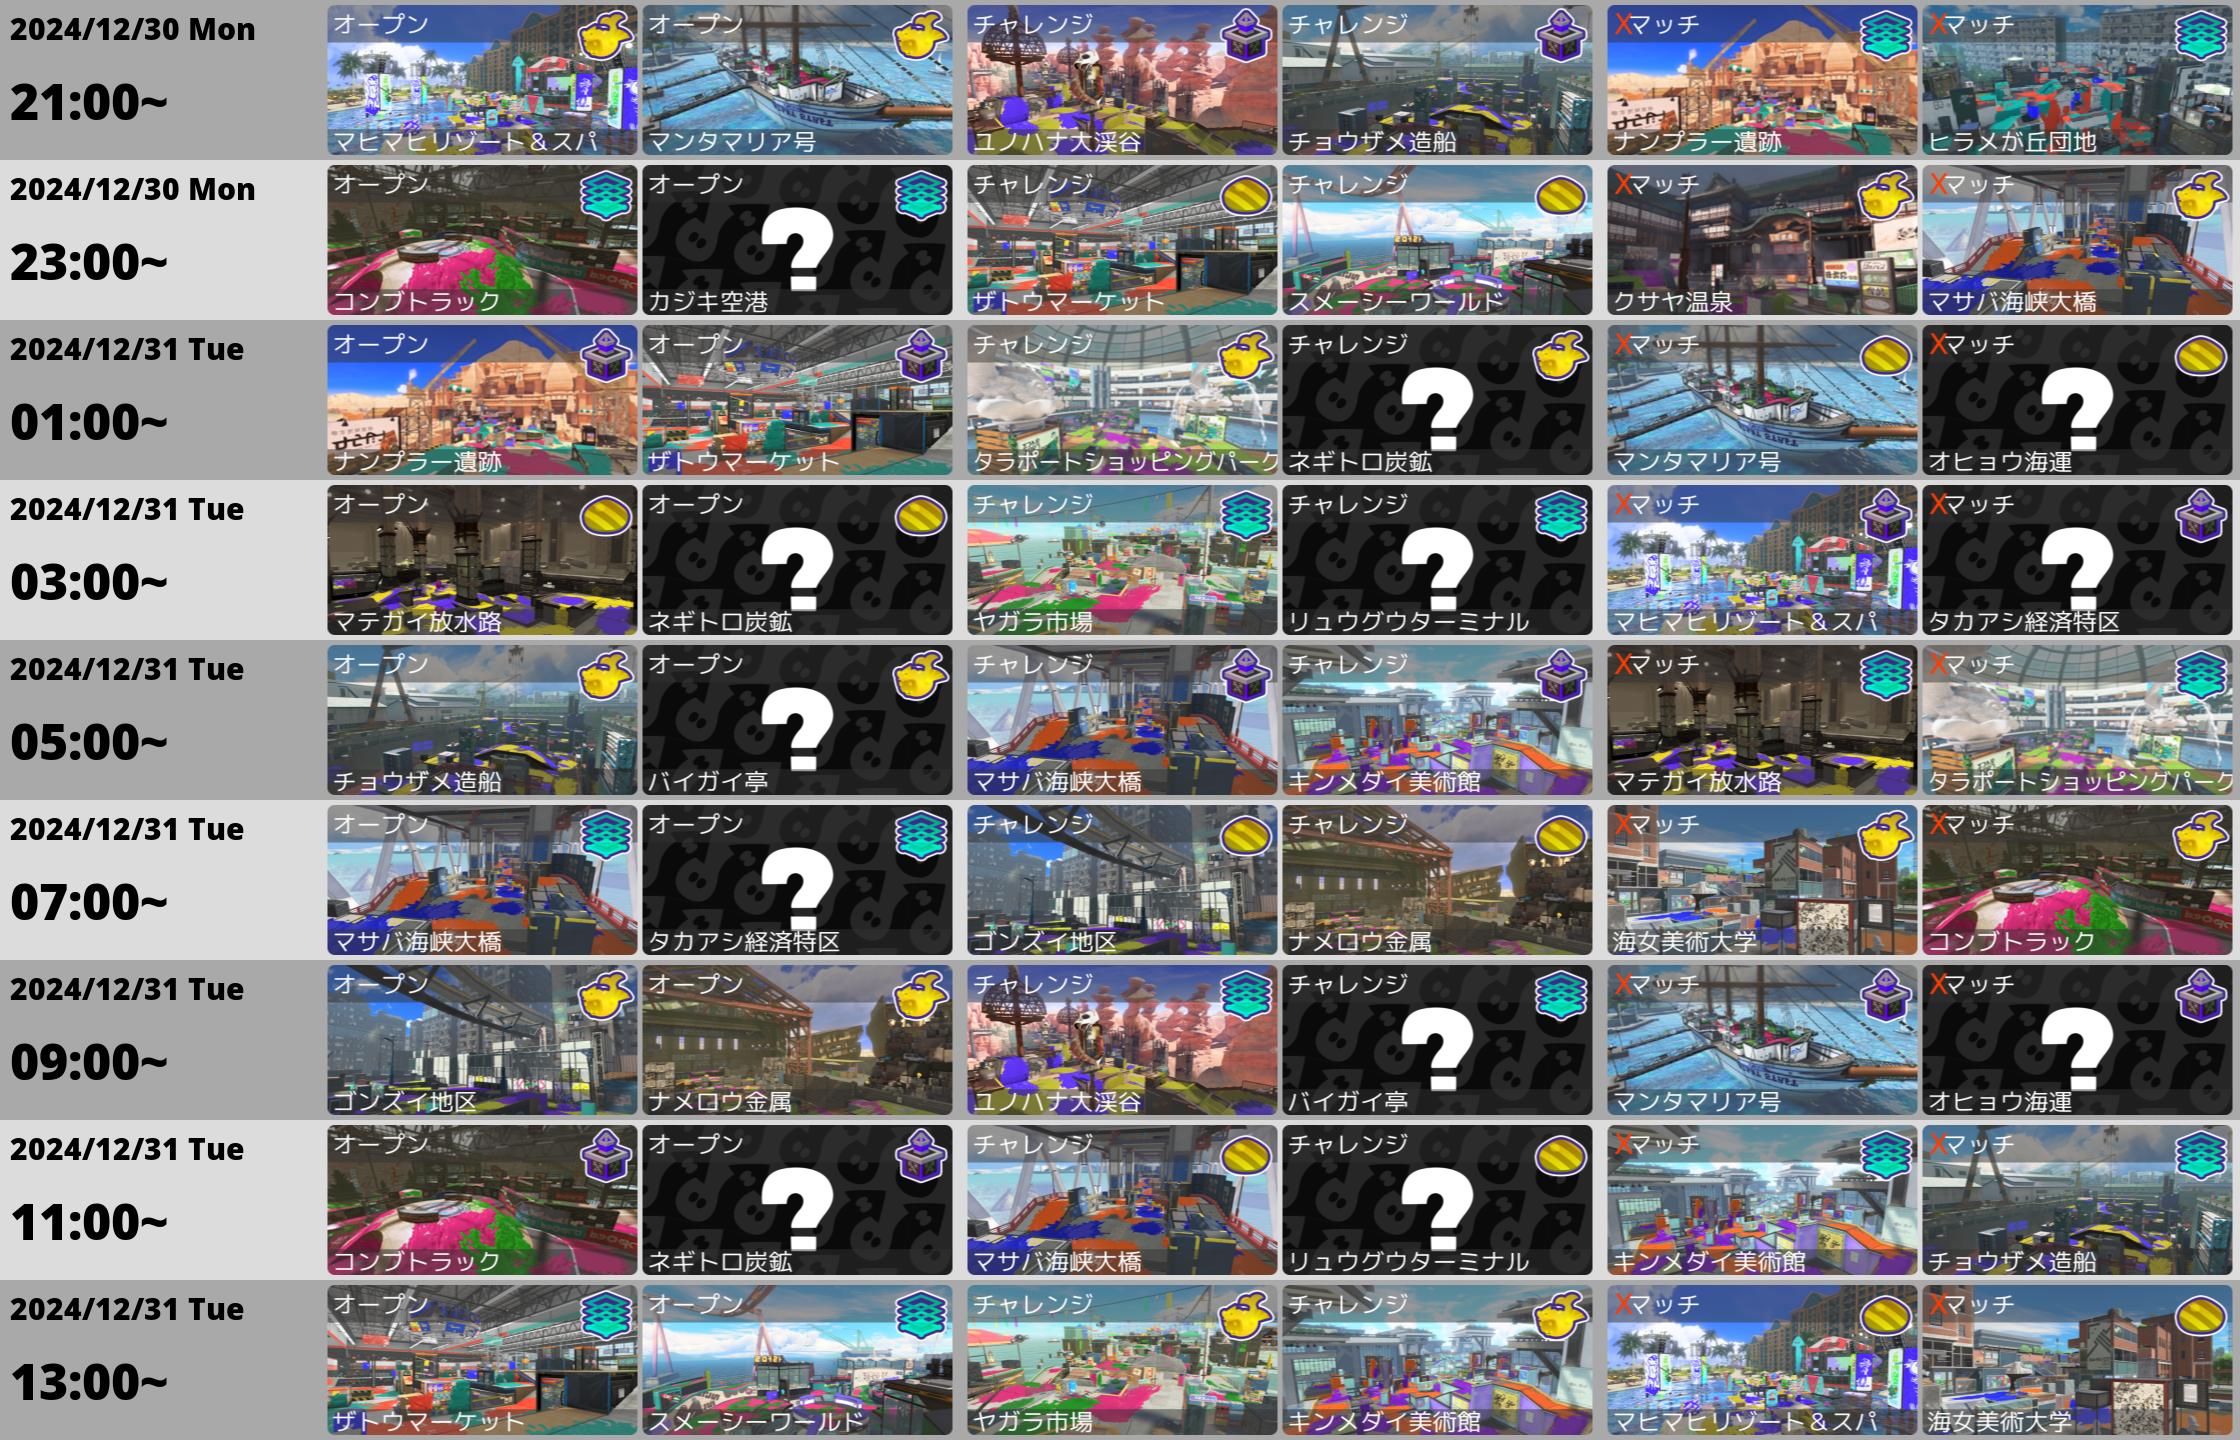 2024/12/30 Mon
21:00~
オープン
マヒマヒリゾート＆スパ
オープン
マンタマリア号
チャレンジ
ユノハナ大渓谷
チャレンジ
チョウザメ造船
Xマッチ
ナンプラー遺跡
Xマッチ
ヒラメが丘団地
2024/12/30 Mon
23:00~
オープン
コンブトラック
オープン
?
カジキ空港
チャレンジ
ザトウマーケット
チャレンジ
スメーシーワールド
Xマッチ
クサヤ温泉
Xマッチ
マサバ海峡大橋
2024/12/31 Tue
01:00~
オープン
ナンプラー遺跡
オープン
ザトウマーケット
チャレンジ
タラポートショッピングパーク
チャレンジ
?
ネギトロ炭鉱
Xマッチ
マンタマリア号
Xマッチ
?
オヒョウ海運
2024/12/31 Tue
03:00~
オープン
マテガイ放水路
オープン
?
ネギトロ炭鉱
チャレンジ
ヤガラ市場
チャレンジ
?
リュウグウターミナル
Xマッチ
マヒマヒリゾート＆スパ
Xマッチ
?
タカアシ経済特区
2024/12/31 Tue
05:00~
オープン
チョウザメ造船
オープン
?
バイガイ亭
チャレンジ
マサバ海峡大橋
チャレンジ
キンメダイ美術館
Xマッチ
マテガイ放水路
Xマッチ
タラポートショッピングパーク
2024/12/31 Tue
07:00~
オープン
マサバ海峡大橋
オープン
?
タカアシ経済特区
チャレンジ
ゴンズイ地区
チャレンジ
ナメロウ金属
Xマッチ
海女美術大学
Xマッチ
コンブトラック
2024/12/31 Tue
09:00~
オープン
ゴンズイ地区
オープン
ナメロウ金属
チャレンジ
ユノハナ大渓谷
チャレンジ
?
バイガイ亭
Xマッチ
マンタマリア号
Xマッチ
?
オヒョウ海運
2024/12/31 Tue
11:00~
オープン
コンブトラック
オープン
?
ネギトロ炭鉱
チャレンジ
マサバ海峡大橋
チャレンジ
?
リュウグウターミナル
Xマッチ
キンメダイ美術館
Xマッチ
チョウザメ造船
2024/12/31 Tue
13:00~
オープン
ザトウマーケット
オープン
スメーシーワールド
チャレンジ
ヤガラ市場
チャレンジ
キンメダイ美術館
Xマッチ
マヒマヒリゾート＆スパ
Xマッチ
海女美術大学